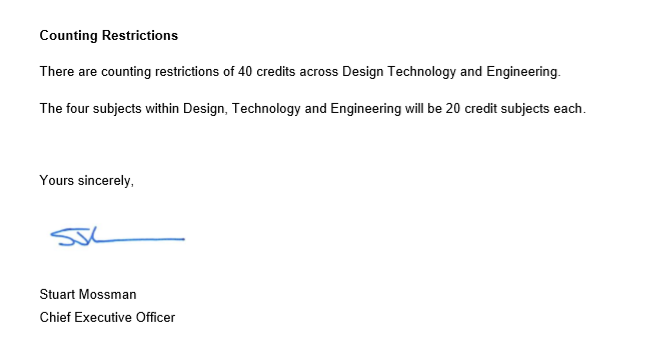 Counting Restrictions
There are counting restrictions of 40 credits across Design Technology and Engineering.
The four subjects within Design, Technology and Engineering will be 20 credit subjects each.
Yours sincerely,
Stuart Mossman
Chief Executive Officer